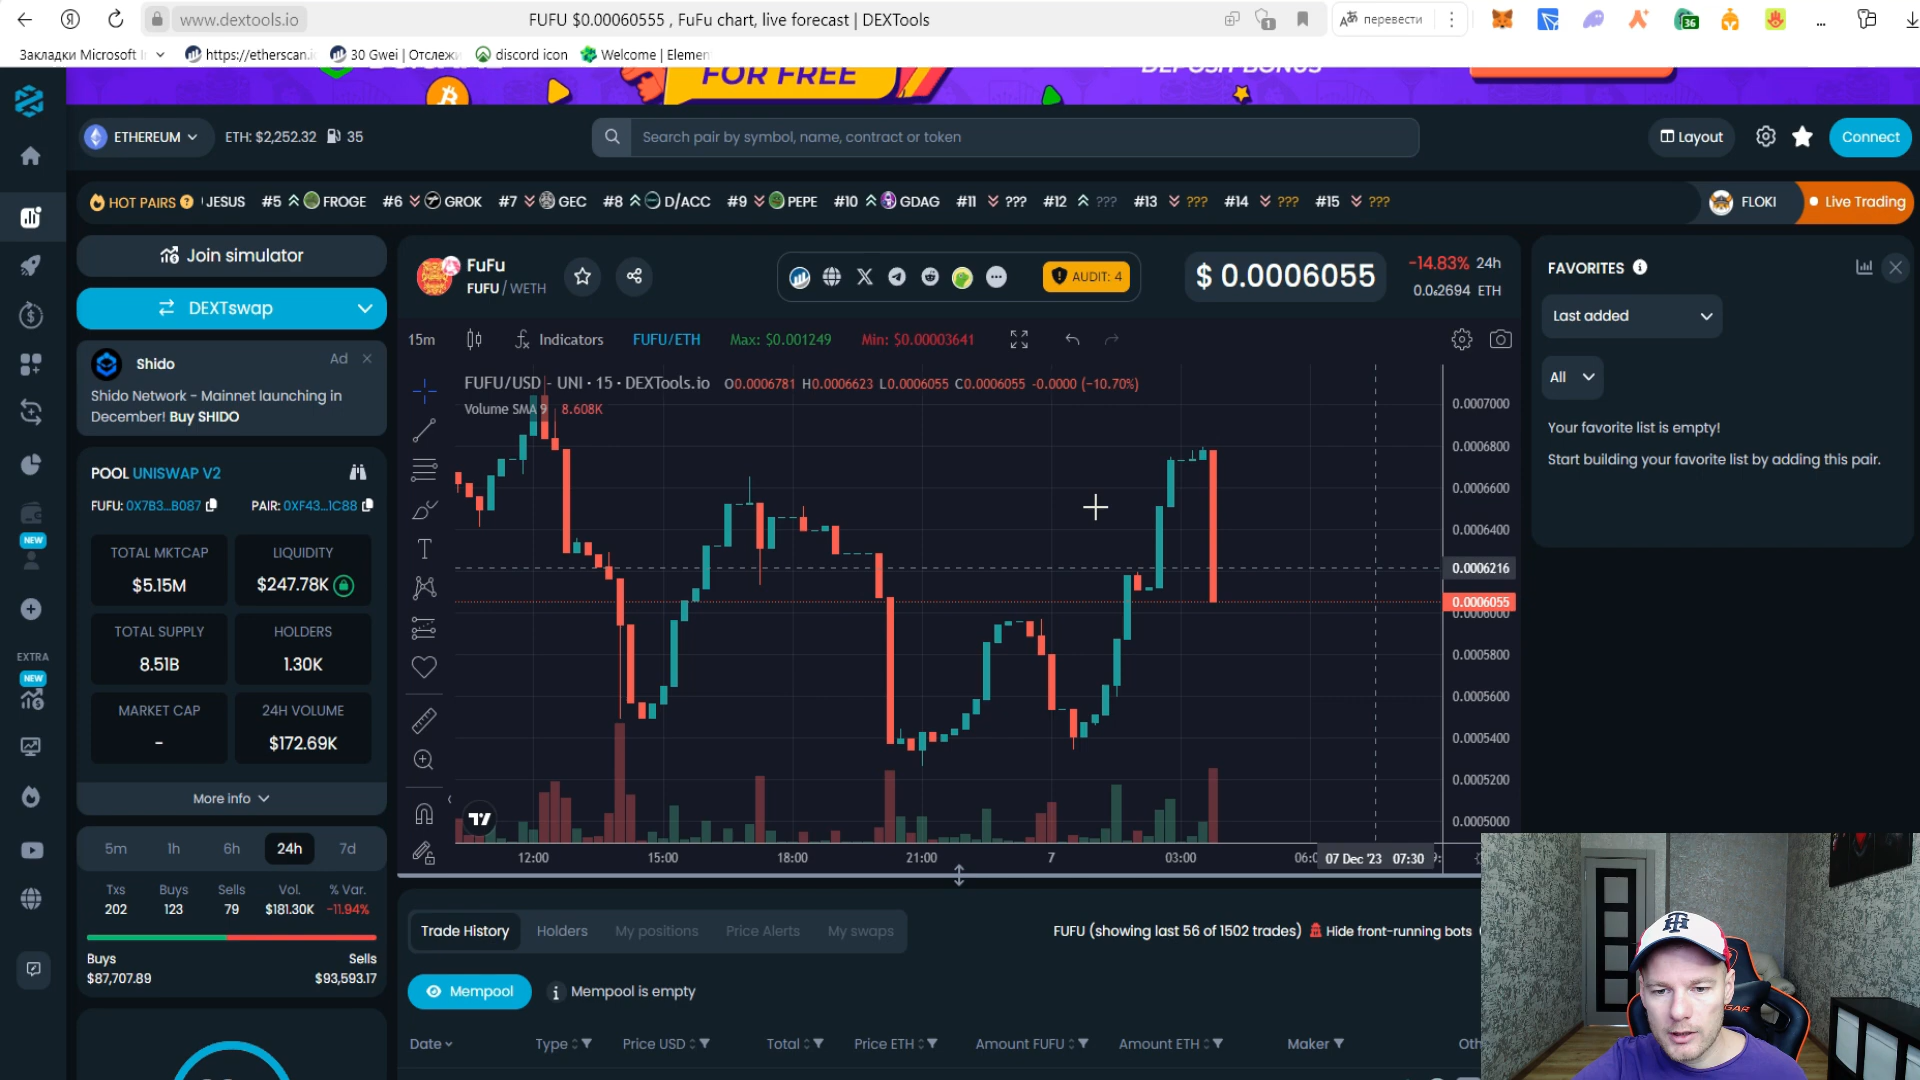 www.dextools.io
FUFU $0.00060555 , FuFu chart, live forecast | DEXTools
1
перевести
36
Закладки Microsoft
https://etherscan.i
30 Gwei | Отслежи
discord icon
Welcome | Elemen
FOR FREE
DEPOSIT BONUS
ETHEREUM
ETH: $2,252.32
35
Search pair by symbol, name, contract or token
Layout
Connect
HOT PAIRS
JESUS
#5 FROGE
#6 GROK
#7 GEC
#8 D/ACC
#9 PEPE
#10 GDAG
#11 ???
#12 ???
#13 ???
#14 ???
#15 ???
FLOKI
Live Trading
Join simulator
DEXTswap
Shido
Ad
Shido Network - Mainnet launching in
December! Buy SHIDO
POOL UNISWAP V2
FUFU: 0X7B3...B087
PAIR: 0XF43...1C88
TOTAL MKTCAP
$5.15M
LIQUIDITY
$247.78K
TOTAL SUPPLY
8.51B
HOLDERS
1.30K
MARKET CAP
-
24H VOLUME
$172.69K
More info
5m
1h
6h
24h
7d
Txs
202
Buys
123
Sells
79
Vol.
$181.30K
% Var.
-11.94%
Buys
$87,707.89
Sells
$93,593.17
NEW
EXTRA
NEW
FuFu
FUFU / WETH
AUDIT: 4
$ 0.0006055
-14.83% 24h
0.0₆2694 ETH
15m
Indicators
FUFU/ETH
Max: $0.001249
Min: $0.00003641
FUFU/USD - UNI · 15 · DEXTools.io
O0.0006781 H0.0006623 L0.0006055 C0.0006055 -0.0000 (−10.70%)
Volume SMA 9
8.608K
0.0007000
0.0006800
0.0006600
0.0006400
0.0006216
0.0006055
0.0006000
0.0005800
0.0005600
0.0005400
0.0005200
0.0005000
12:00
15:00
18:00
21:00
7
03:00
06:0
07 Dec '23 07:30
Trade History
Holders
My positions
Price Alerts
My swaps
FUFU (showing last 56 of 1502 trades)
Hide front-running bots
Mempool
Mempool is empty
Date
Type
Price USD
Total
Price ETH
Amount FUFU
Amount ETH
Maker
Oth
FAVORITES
Last added
All
Your favorite list is empty!
Start building your favorite list by adding this pair.